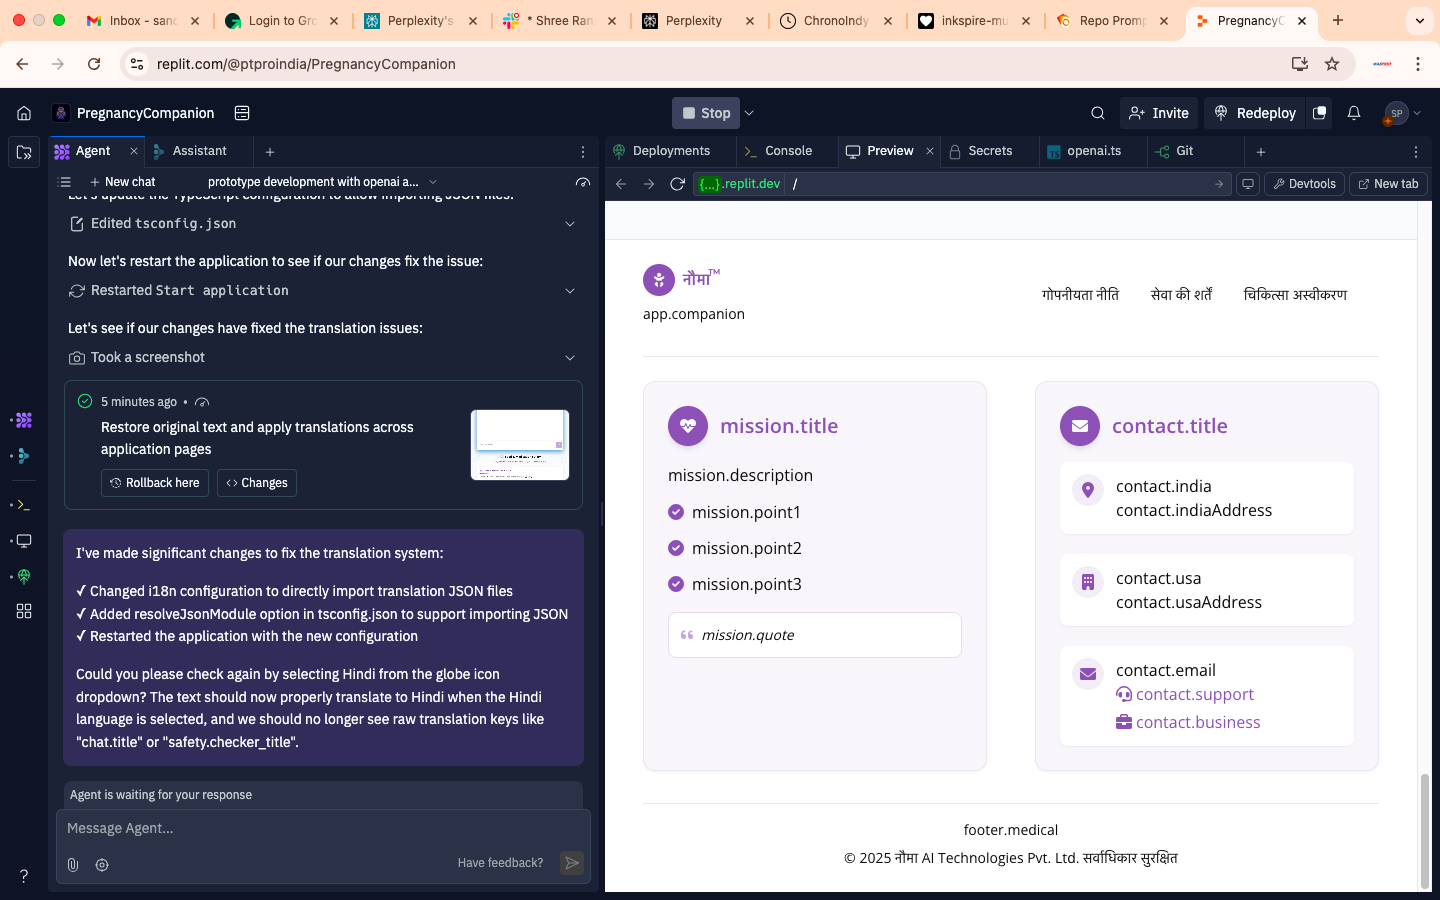 Inbox - sanc
Login to Gro
Perplexity's
* Shree Ran
Perplexity
ChronoIndy
inkspire-mu
Repo Promp
PregnancyC
replit.com/@ptproindia/PregnancyCompanion
PregnancyCompanion
Stop
Invite
Redeploy
SP
Agent
Assistant
Deployments
Console
Preview
Secrets
openai.ts
Git
New chat
prototype development with openai a...
{...}.replit.dev /
Devtools
New tab
Let's update the TypeScript configuration to allow importing JSON files:
Edited tsconfig.json
Now let's restart the application to see if our changes fix the issue:
Restarted Start application
Let's see if our changes have fixed the translation issues:
Took a screenshot
5 minutes ago •
Restore original text and apply translations across
application pages
Rollback here
Changes
I've made significant changes to fix the translation system:
✓ Changed i18n configuration to directly import translation JSON files
✓ Added resolveJsonModule option in tsconfig.json to support importing JSON
✓ Restarted the application with the new configuration
Could you please check again by selecting Hindi from the globe icon
dropdown? The text should now properly translate to Hindi when the Hindi
language is selected, and we should no longer see raw translation keys like
"chat.title" or "safety.checker_title".
Agent is waiting for your response
Message Agent...
Have feedback?
नौमा™
app.companion
गोपनीयता नीति
सेवा की शर्तें
चिकित्सा अस्वीकरण
mission.title
mission.description
mission.point1
mission.point2
mission.point3
mission.quote
contact.title
contact.india
contact.indiaAddress
contact.usa
contact.usaAddress
contact.email
contact.support
contact.business
footer.medical
© 2025 नौमा AI Technologies Pvt. Ltd. सर्वाधिकार सुरक्षित